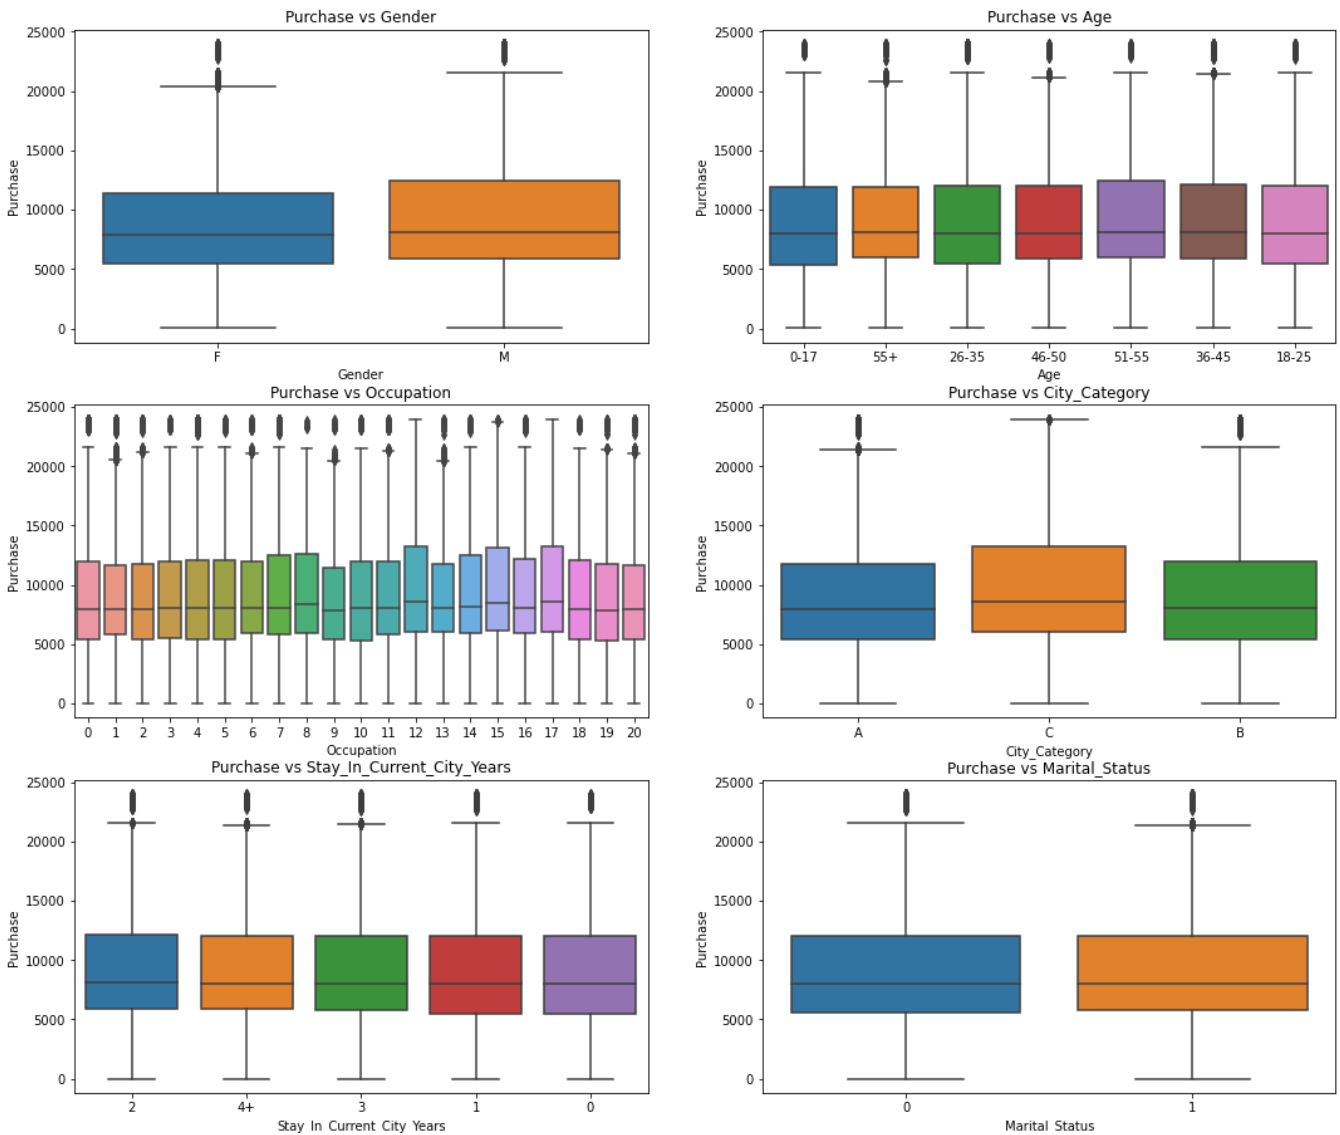 Purchase vs Gender
25000
20000
15000
10000
5000
0
Purchase
F M
Gender
Purchase vs Age
25000
20000
15000
10000
5000
0
Purchase
0-17 55+ 26-35 46-50 51-55 36-45 18-25
Age
Purchase vs Occupation
25000
20000
15000
10000
5000
0
Purchase
0 1 2 3 4 5 6 7 8 9 10 11 12 13 14 15 16 17 18 19 20
Occupation
Purchase vs City_Category
25000
20000
15000
10000
5000
0
Purchase
A C B
City_Category
Purchase vs Stay_In_Current_City_Years
25000
20000
15000
10000
5000
0
Purchase
2 4+ 3 1 0
Stay_In_Current_City_Years
Purchase vs Marital_Status
25000
20000
15000
10000
5000
0
Purchase
0 1
Marital_Status